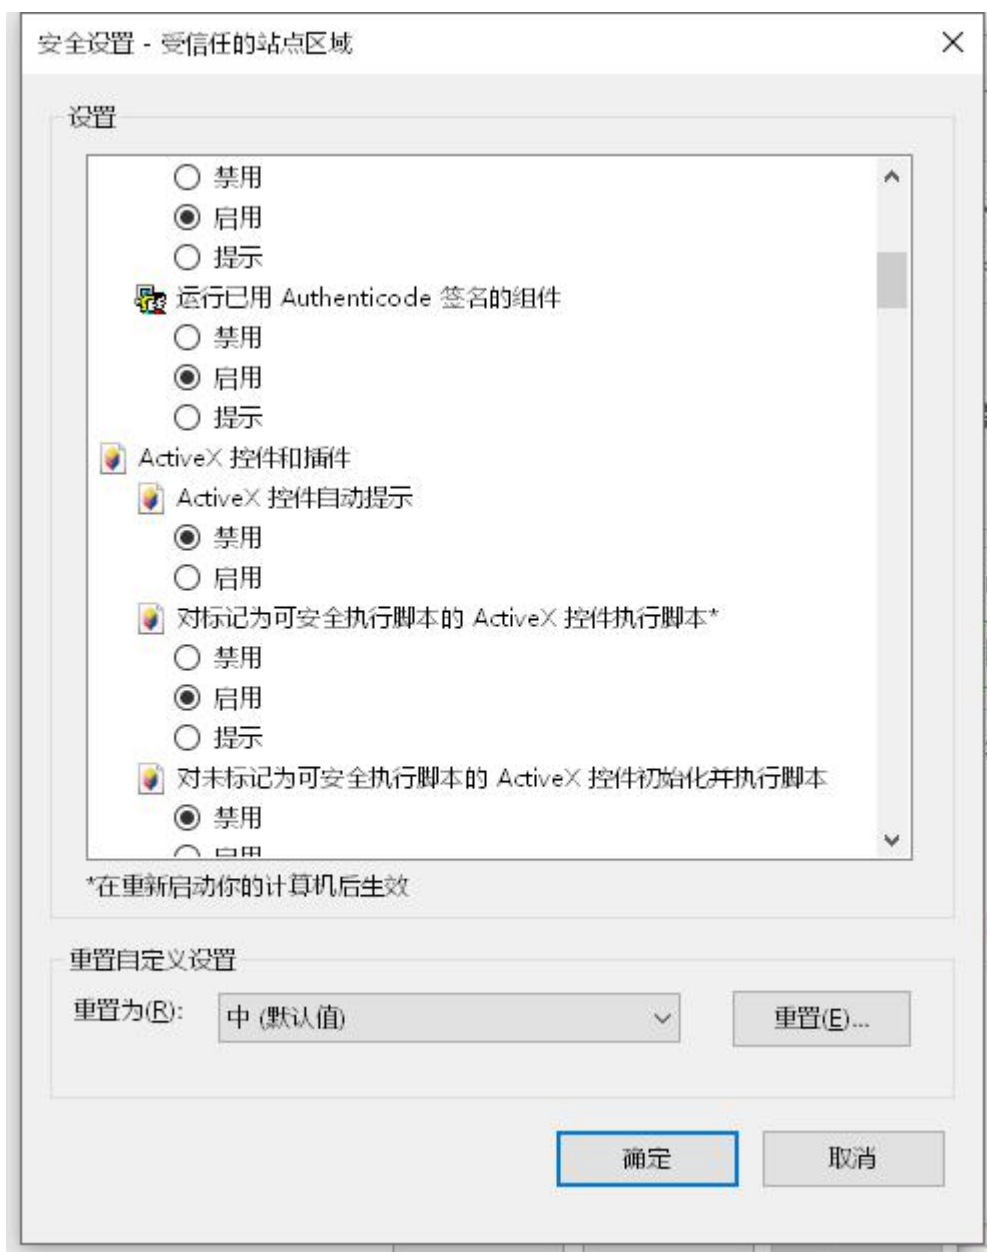 安全设置 - 受信任的站点区域
设置
禁用
启用
提示
运行已用 Authenticode 签名的组件
禁用
启用
提示
ActiveX 控件和插件
ActiveX 控件自动提示
禁用
启用
对标记为可安全执行脚本的 ActiveX 控件执行脚本*
禁用
启用
提示
对未标记为可安全执行脚本的 ActiveX 控件初始化并执行脚本
禁用
启用
*在重新启动你的计算机后生效
重置自定义设置
重置为(R): 中 (默认值) 重置(E)...
确定 取消